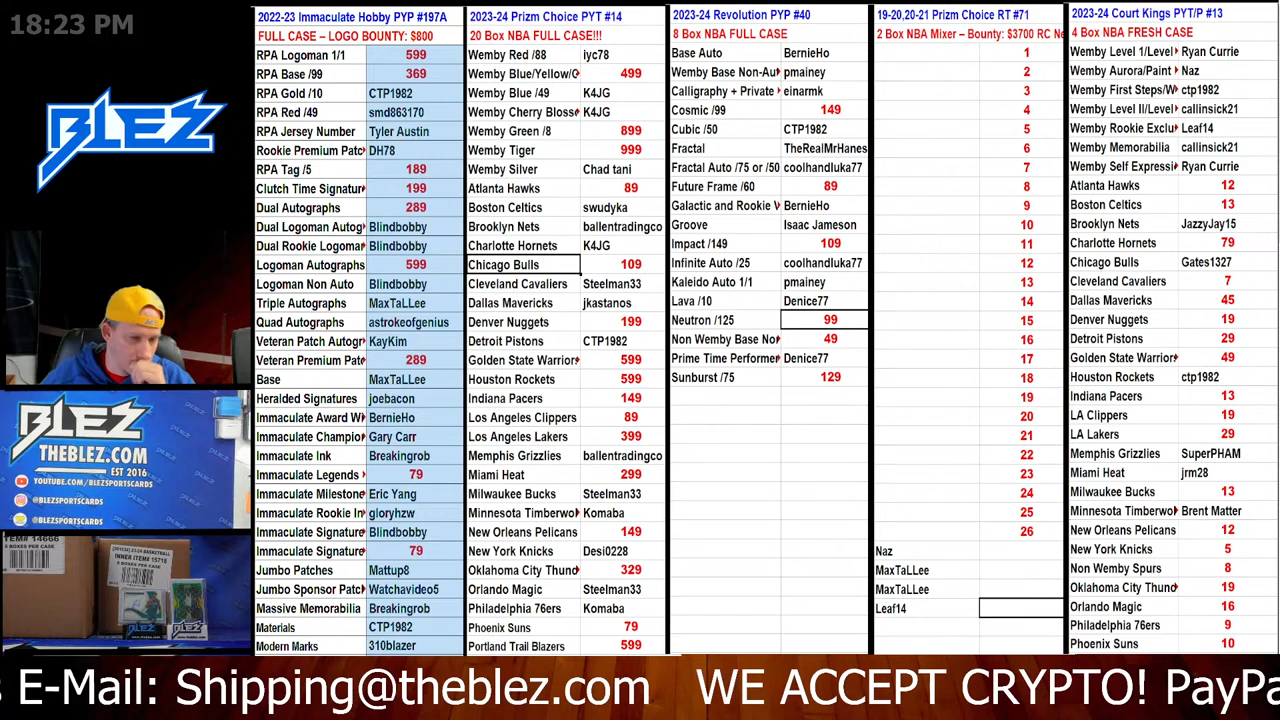 18:23 PM
BLEZ
BLEZ
THEBLEZ.COM
EST 2016
YOUTUBE.COM/BLEZSPORTSCARDS
@BLEZSPORTSCARDS
@BLEZSPORTSCARDS
ITEM# 14666
INNER ITEM# 15718
2022-23 Immaculate Hobby PYP #197A
FULL CASE – LOGO BOUNTY: $800
RPA Logoman 1/1 599
RPA Base /99 369
RPA Gold /10 CTP1982
RPA Red /49 smd863170
RPA Jersey Number Tyler Austin
Rookie Premium Patc DH78
RPA Tag /5 189
Clutch Time Signatur 199
Dual Autographs 289
Dual Logoman Autog Blindbobby
Dual Rookie Logomar Blindbobby
Logoman Autographs 599
Logoman Non Auto Blindbobby
Triple Autographs MaxTaLLee
Quad Autographs astrokeofgenius
Veteran Patch Autogr KayKim
Veteran Premium Pat 289
Base MaxTaLLee
Heralded Signatures joebacon
Immaculate Award W BernieHo
Immaculate Champio Gary Carr
Immaculate Ink Breakingrob
Immaculate Legends 79
Immaculate Milestone Eric Yang
Immaculate Rookie In gloryhzw
Immaculate Signature Blindbobby
Immaculate Signature 79
Jumbo Patches Mattup8
Jumbo Sponsor Patc Watchavideo5
Massive Memorabilia Breakingrob
Materials CTP1982
Modern Marks 310blazer
2023-24 Prizm Choice PYT #14
20 Box NBA FULL CASE!!!
Wemby Red /88 iyc78
Wemby Blue/Yellow/G 499
Wemby Blue /49 K4JG
Wemby Cherry Blosso K4JG
Wemby Green /8 899
Wemby Tiger 999
Wemby Silver Chad tani
Atlanta Hawks 89
Boston Celtics swudyka
Brooklyn Nets ballentradingco
Charlotte Hornets K4JG
Chicago Bulls 109
Cleveland Cavaliers Steelman33
Dallas Mavericks jkastanos
Denver Nuggets 199
Detroit Pistons CTP1982
Golden State Warrior 599
Houston Rockets 599
Indiana Pacers 149
Los Angeles Clippers 89
Los Angeles Lakers 399
Memphis Grizzlies ballentradingco
Miami Heat 299
Milwaukee Bucks Steelman33
Minnesota Timberwo Komaba
New Orleans Pelicans 149
New York Knicks Desi0228
Oklahoma City Thund 329
Orlando Magic Steelman33
Philadelphia 76ers Komaba
Phoenix Suns 79
Portland Trail Blazers 599
2023-24 Revolution PYP #40
8 Box NBA FULL CASE
Base Auto BernieHo
Wemby Base Non-Au pmainey
Calligraphy + Private einarmk
Cosmic /99 149
Cubic /50 CTP1982
Fractal TheRealMrHanes
Fractal Auto /75 or /50 coolhandluka77
Future Frame /60 89
Galactic and Rookie V BernieHo
Groove Isaac Jameson
Impact /149 109
Infinite Auto /25 coolhandluka77
Kaleido Auto 1/1 pmainey
Lava /10 Denice77
Neutron /125 99
Non Wemby Base Nor 49
Prime Time Performer Denice77
Sunburst /75 129
19-20,20-21 Prizm Choice RT #71
2 Box NBA Mixer – Bounty: $3700 RC Ne
1
2
3
4
5
6
7
8
9
10
11
12
13
14
15
16
17
18
19
20
21
22
23
24
25
26
Naz
MaxTaLLee
MaxTaLLee
Leaf14
2023-24 Court Kings PYT/P #13
4 Box NBA FRESH CASE
Wemby Level 1/Level Ryan Currie
Wemby Aurora/Paint Naz
Wemby First Steps/W ctp1982
Wemby Level II/Level callinsick21
Wemby Rookie Exclu Leaf14
Wemby Memorabilia callinsick21
Wemby Self Expressi Ryan Currie
Atlanta Hawks 12
Boston Celtics 13
Brooklyn Nets JazzyJay15
Charlotte Hornets 79
Chicago Bulls Gates1327
Cleveland Cavaliers 7
Dallas Mavericks 45
Denver Nuggets 19
Detroit Pistons 29
Golden State Warrior 49
Houston Rockets ctp1982
Indiana Pacers 13
LA Clippers 19
LA Lakers 29
Memphis Grizzlies SuperPHAM
Miami Heat jrm28
Milwaukee Bucks 13
Minnesota Timberwo Brent Matter
New Orleans Pelicans 12
New York Knicks 5
Non Wemby Spurs 8
Oklahoma City Thund 19
Orlando Magic 16
Philadelphia 76ers 9
Phoenix Suns 10
s E-Mail: Shipping@theblez.com WE ACCEPT CRYPTO! PayPa